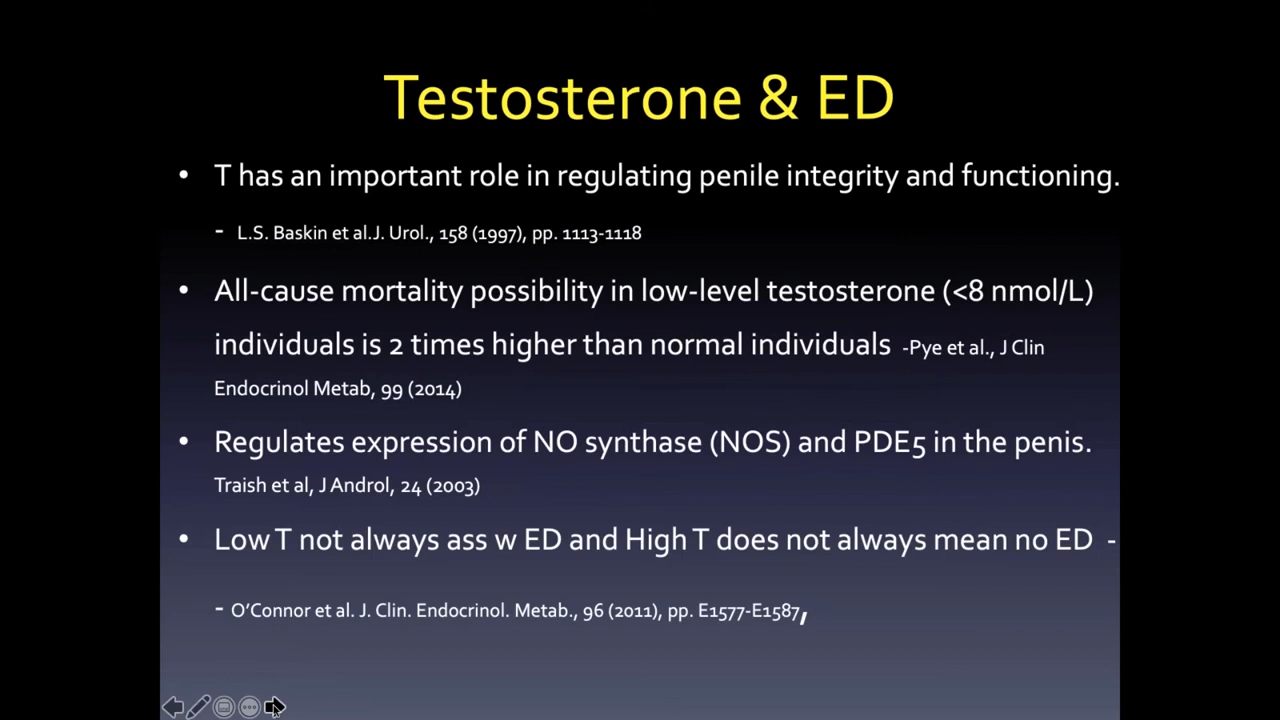 Testosterone & ED
• T has an important role in regulating penile integrity and functioning.
- L.S. Baskin et al.J. Urol., 158 (1997), pp. 1113-1118
• All-cause mortality possibility in low-level testosterone (<8 nmol/L)
individuals is 2 times higher than normal individuals -Pye et al., J Clin
Endocrinol Metab, 99 (2014)
• Regulates expression of NO synthase (NOS) and PDE5 in the penis.
Traish et al, J Androl, 24 (2003)
• Low T not always ass w ED and High T does not always mean no ED -
- O’Connor et al. J. Clin. Endocrinol. Metab., 96 (2011), pp. E1577-E1587,